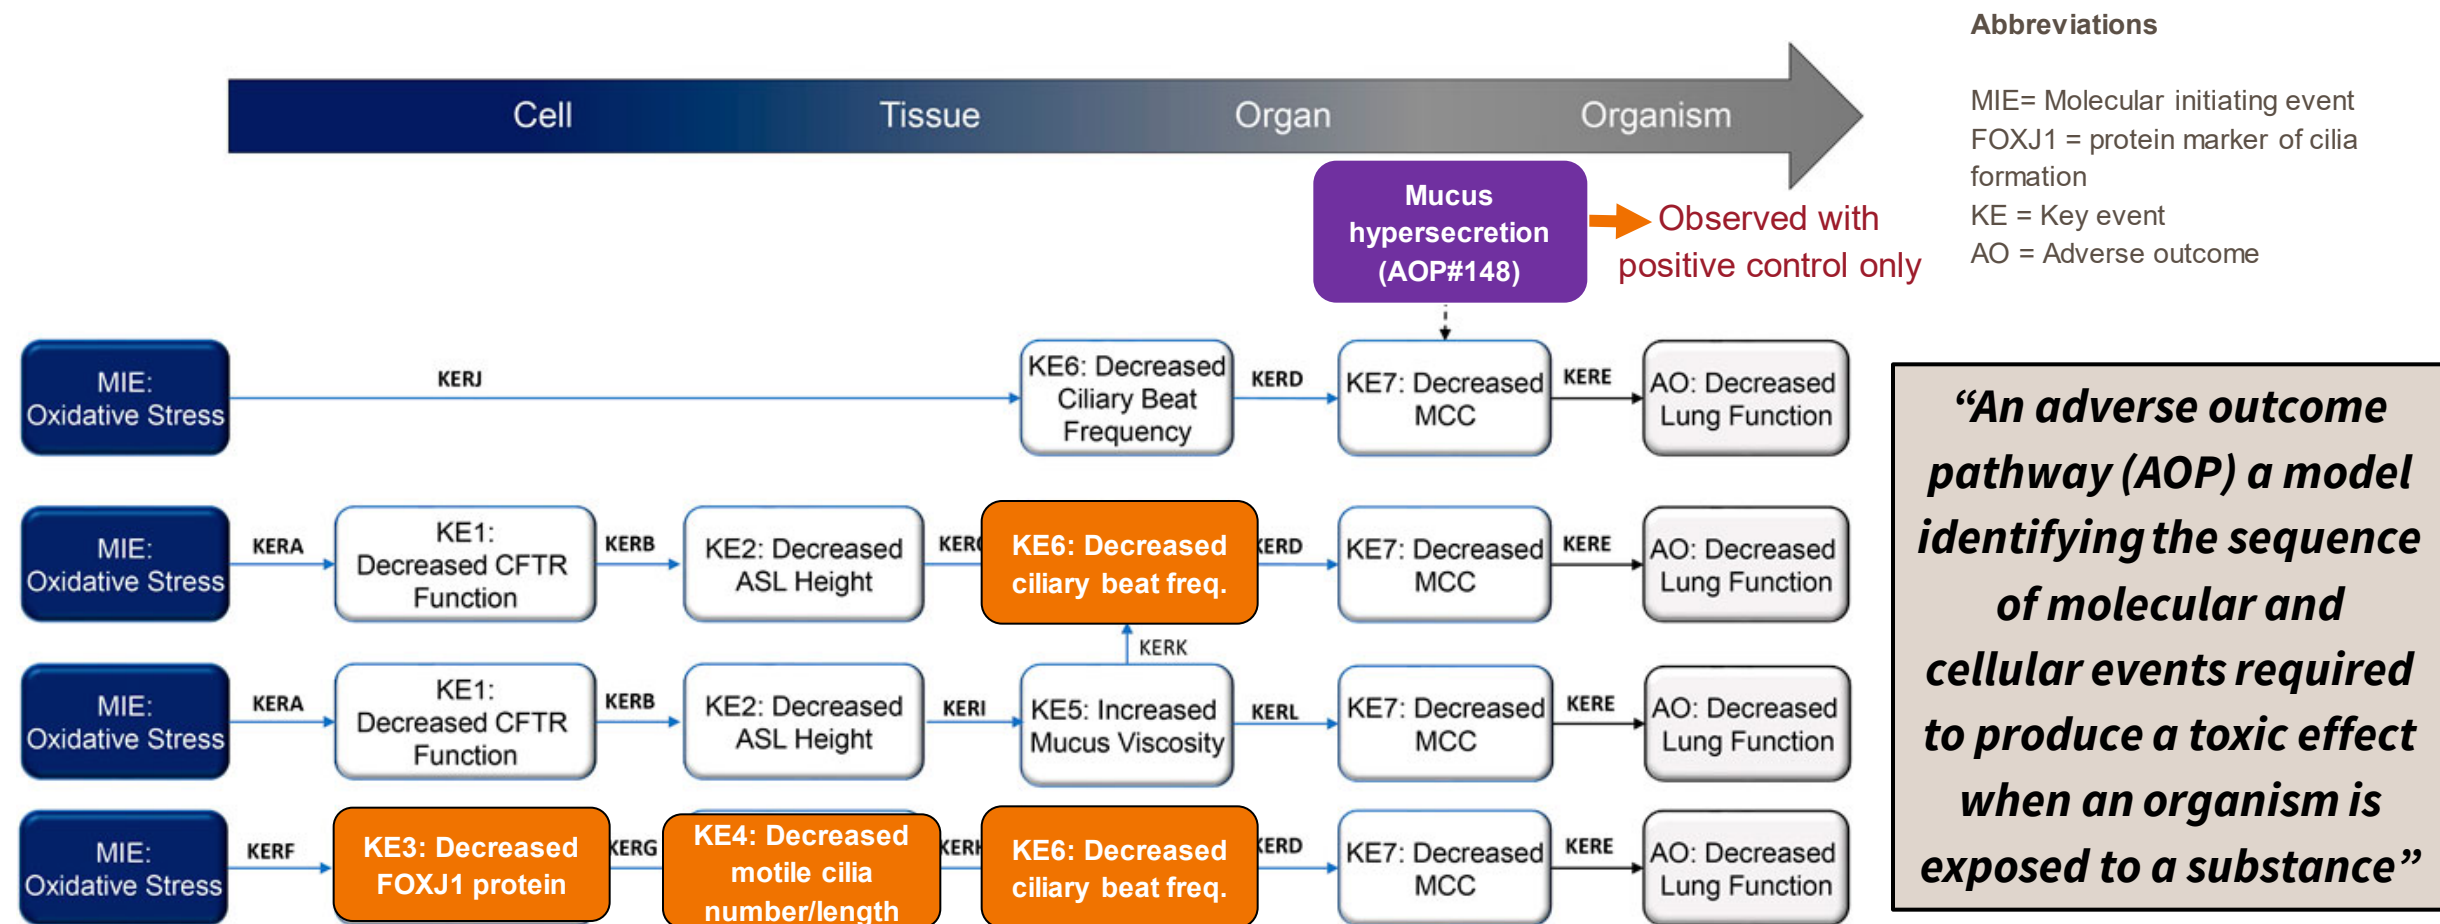 Abbreviations
MIE= Molecular initiating event
FOXJ1 = protein marker of cilia
formation
KE = Key event
AO = Adverse outcome
Cell
Tissue
Organ
Organism
Mucus
hypersecretion
(AOP#148)
Observed with
positive control only
MIE:
Oxidative Stress
KERJ
KE6: Decreased
Ciliary Beat
Frequency
KERD
KE7: Decreased
MCC
KERE
AO: Decreased
Lung Function
MIE:
Oxidative Stress
KERA
KE1:
Decreased CFTR
Function
KERB
KE2: Decreased
ASL Height
KE6: Decreased
ciliary beat freq.
KERD
KE7: Decreased
MCC
KERE
AO: Decreased
Lung Function
KERK
MIE:
Oxidative Stress
KERA
KE1:
Decreased CFTR
Function
KERB
KE2: Decreased
ASL Height
KERI
KE5: Increased
Mucus Viscosity
KERL
KE7: Decreased
MCC
KERE
AO: Decreased
Lung Function
MIE:
Oxidative Stress
KERF
KE3: Decreased
FOXJ1 protein
KERG
KE4: Decreased
motile cilia
number/length
KE6: Decreased
ciliary beat freq.
KERD
KE7: Decreased
MCC
KERE
AO: Decreased
Lung Function
“An adverse outcome
pathway (AOP) a model
identifying the sequence
of molecular and
cellular events required
to produce a toxic effect
when an organism is
exposed to a substance”